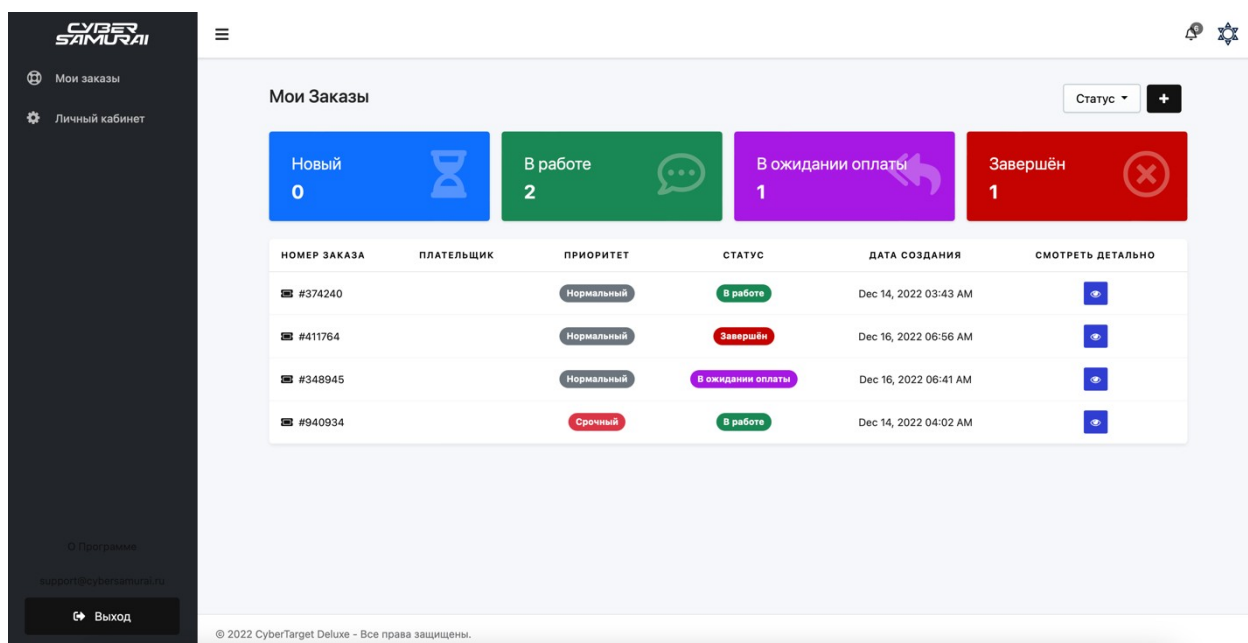 CYBER
SAMURAI
Мои заказы
Личный кабинет
6
Мои Заказы
Статус
Новый
0
В работе
2
В ожидании оплаты
1
Завершён
1
НОМЕР ЗАКАЗА ПЛАТЕЛЬЩИК ПРИОРИТЕТ СТАТУС ДАТА СОЗДАНИЯ СМОТРЕТЬ ДЕТАЛЬНО
#374240 Нормальный В работе Dec 14, 2022 03:43 AM
#411764 Нормальный Завершён Dec 16, 2022 06:56 AM
#348945 Нормальный В ожидании оплаты Dec 16, 2022 06:41 AM
#940934 Срочный В работе Dec 14, 2022 04:02 AM
О Программе
support@cybersamurai.ru
Выход
© 2022 CyberTarget Deluxe - Все права защищены.